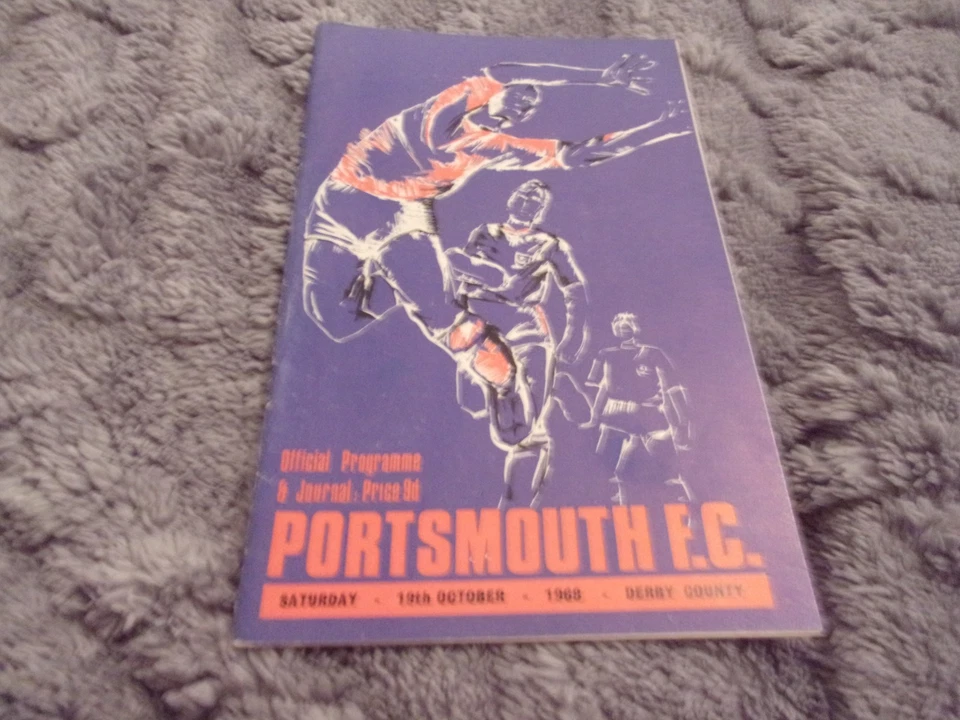 Official Programme
& Journal: Price 9d
PORTSMOUTH F.C.
SATURDAY - 19th OCTOBER - 1968 - DERBY COUNTY